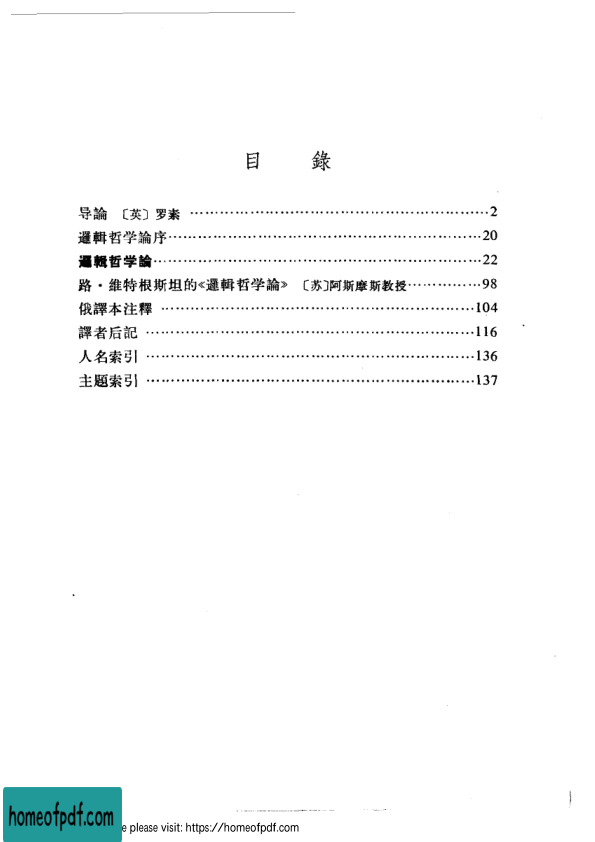 目 錄
导論 〔英〕罗素 ……………………………………………2
邏輯哲学論序……………………………………………20
邏輯哲学論………………………………………………22
路·維特根斯坦的《邏輯哲学論》 〔苏〕阿斯摩斯教授……………98
俄譯本注釋 ……………………………………………104
譯者后記 ………………………………………………116
人名索引 ………………………………………………136
主題索引 ………………………………………………137
homeofpdf.com
e please visit: https://homeofpdf.com